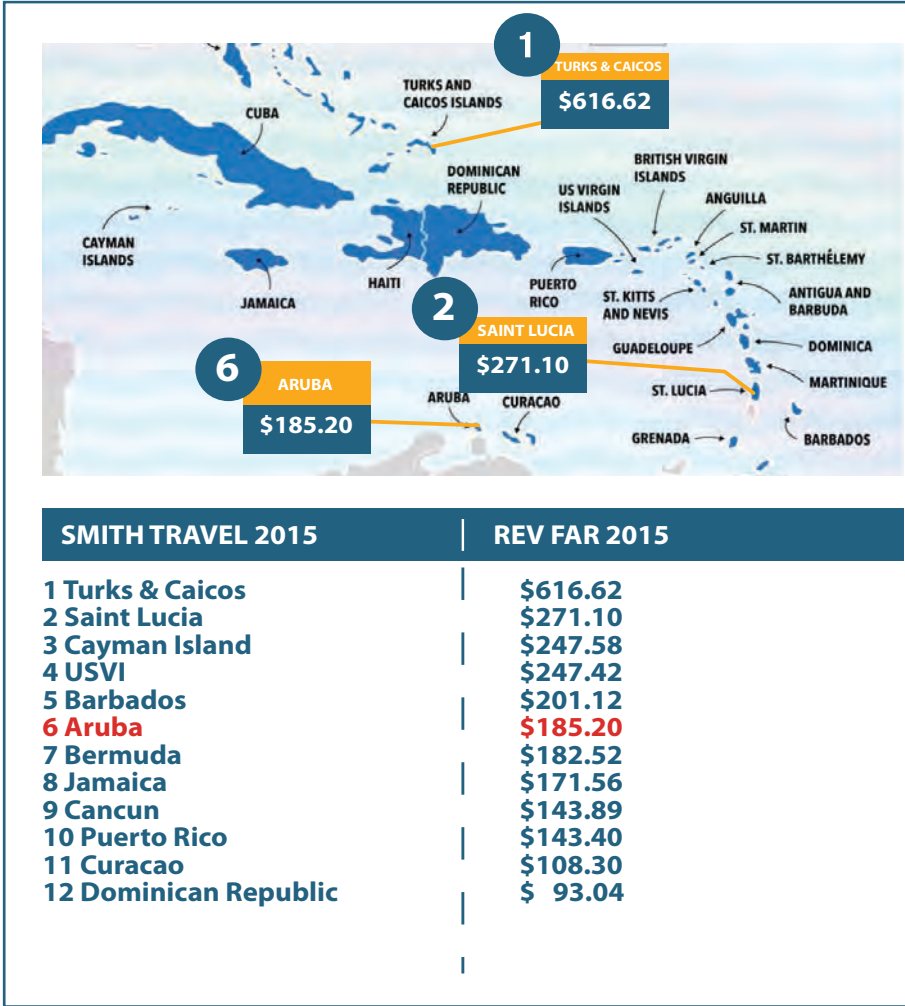 1
TURKS & CAICOS
$616.62
TURKS AND
CAICOS ISLANDS
CUBA
DOMINICAN
REPUBLIC
BRITISH VIRGIN
ISLANDS
US VIRGIN
ISLANDS
ANGUILLA
ST. MARTIN
ST. BARTHÉLEMY
CAYMAN
ISLANDS
JAMAICA
HAITI
PUERTO
RICO
ST. KITTS
AND NEVIS
ANTIGUA AND
BARBUDA
2
SAINT LUCIA
$271.10
GUADELOUPE
DOMINICA
MARTINIQUE
6
ARUBA
$185.20
ARUBA
CURACAO
ST. LUCIA
GRENADA
BARBADOS
SMITH TRAVEL 2015 REV FAR 2015
1 Turks & Caicos $616.62
2 Saint Lucia $271.10
3 Cayman Island $247.58
4 USVI $247.42
5 Barbados $201.12
6 Aruba $185.20
7 Bermuda $182.52
8 Jamaica $171.56
9 Cancun $143.89
10 Puerto Rico $143.40
11 Curacao $108.30
12 Dominican Republic $ 93.04